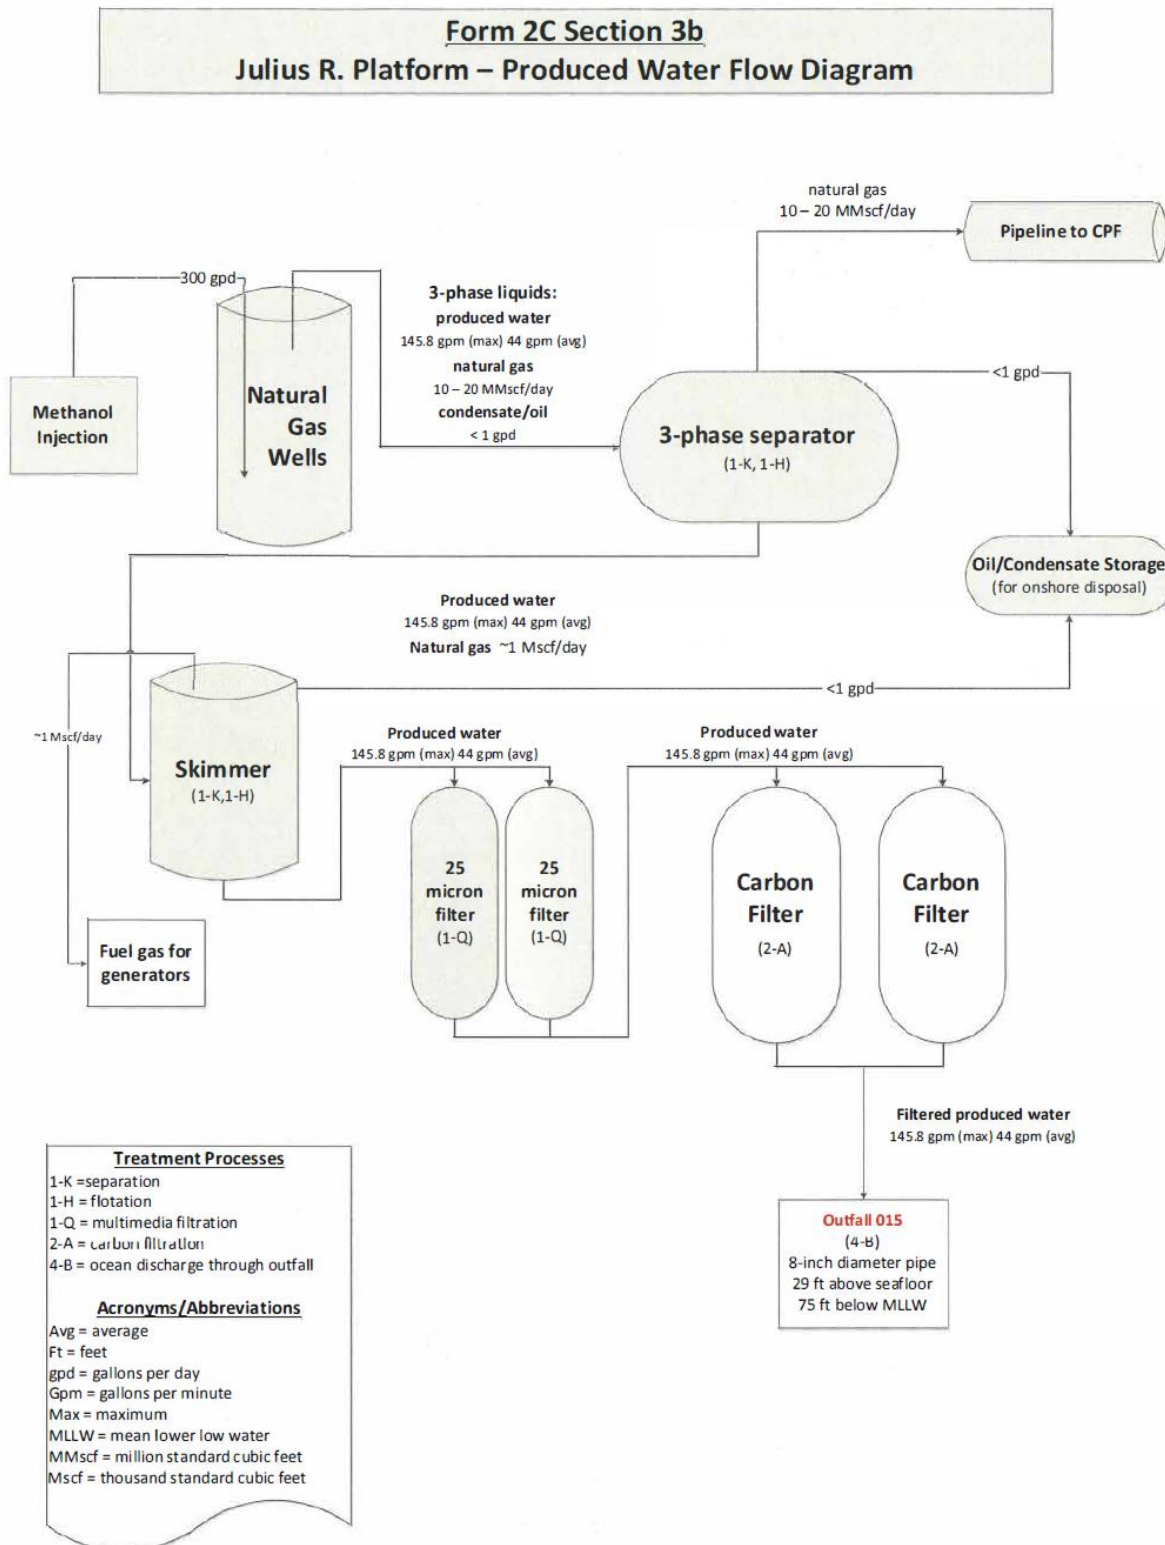 Form 2C Section 3b
Julius R. Platform – Produced Water Flow Diagram
natural gas
10 – 20 MMscf/day
Pipeline to CPF
300 gpd
3-phase liquids:
produced water
145.8 gpm (max) 44 gpm (avg)
natural gas
10 – 20 MMscf/day
condensate/oil
< 1 gpd
Methanol
Injection
Natural
Gas
Wells
<1 gpd
3-phase separator
(1-K, 1-H)
Oil/Condensate Storage
(for onshore disposal)
Produced water
145.8 gpm (max) 44 gpm (avg)
Natural gas ~1 Mscf/day
<1 gpd
~1 Mscf/day
Skimmer
(1-K,1-H)
Produced water
145.8 gpm (max) 44 gpm (avg)
Produced water
145.8 gpm (max) 44 gpm (avg)
25
micron
filter
(1-Q)
25
micron
filter
(1-Q)
Carbon
Filter
(2-A)
Carbon
Filter
(2-A)
Fuel gas for
generators
Filtered produced water
145.8 gpm (max) 44 gpm (avg)
Outfall 015
(4-B)
8-inch diameter pipe
29 ft above seafloor
75 ft below MLLW
Treatment Processes
1-K =separation
1-H = flotation
1-Q = multimedia filtration
2-A = carbon filtration
4-B = ocean discharge through outfall
Acronyms/Abbreviations
Avg = average
Ft = feet
gpd = gallons per day
Gpm = gallons per minute
Max = maximum
MLLW = mean lower low water
MMscf = million standard cubic feet
Mscf = thousand standard cubic feet